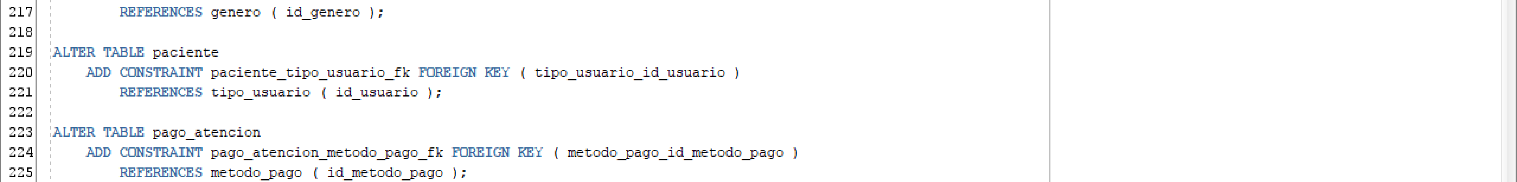 217 REFERENCES genero ( id_genero );
218
219 ALTER TABLE paciente
220 ADD CONSTRAINT paciente_tipo_usuario_fk FOREIGN KEY ( tipo_usuario_id_usuario )
221 REFERENCES tipo_usuario ( id_usuario );
222
223 ALTER TABLE pago_atencion
224 ADD CONSTRAINT pago_atencion_metodo_pago_fk FOREIGN KEY ( metodo_pago_id_metodo_pago )
225 REFERENCES metodo_pago ( id_metodo_pago );